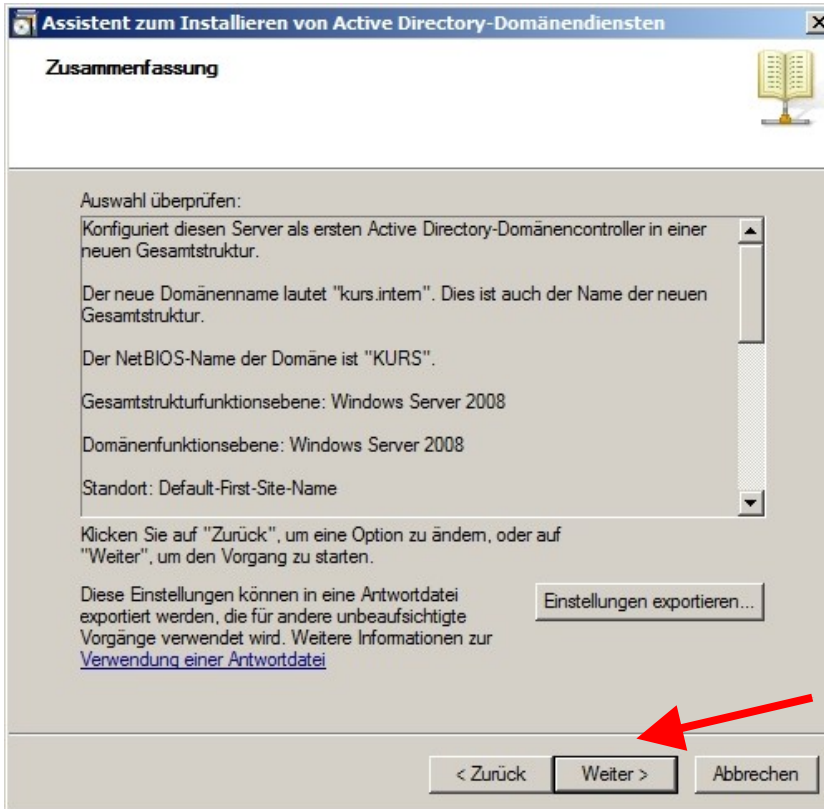 Assistent zum Installieren von Active Directory-Domänendiensten
Zusammenfassung
Auswahl überprüfen:
Konfiguriert diesen Server als ersten Active Directory-Domänencontroller in einer
neuen Gesamtstruktur.
Der neue Domänenname lautet "kurs.intern". Dies ist auch der Name der neuen
Gesamtstruktur.
Der NetBIOS-Name der Domäne ist "KURS".
Gesamtstrukturfunktionsebene: Windows Server 2008
Domänenfunktionsebene: Windows Server 2008
Standort: Default-First-Site-Name
Klicken Sie auf "Zurück", um eine Option zu ändern, oder auf
"Weiter", um den Vorgang zu starten.
Diese Einstellungen können in eine Antwortdatei
exportiert werden, die für andere unbeaufsichtigte
Vorgänge verwendet wird. Weitere Informationen zur
Verwendung einer Antwortdatei
Einstellungen exportieren...
< Zurück
Weiter >
Abbrechen